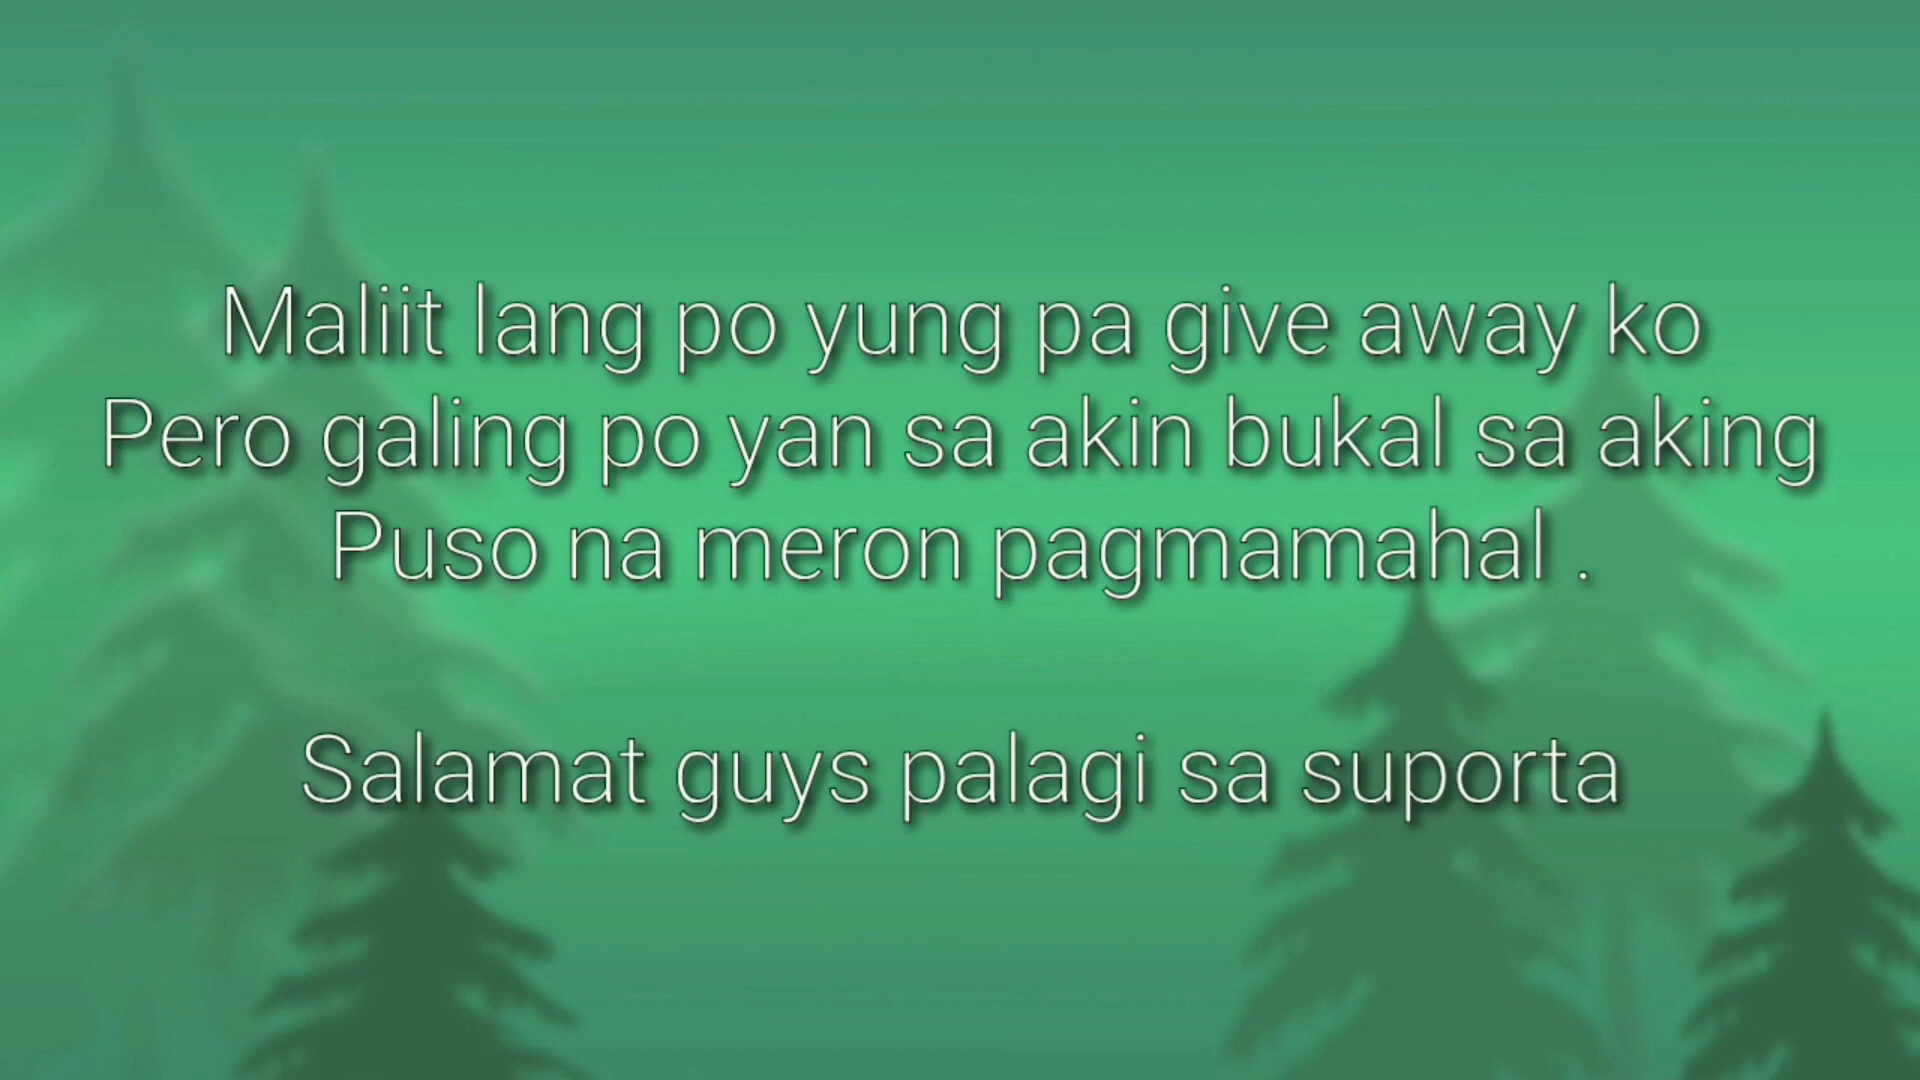 Maliit lang po yung pa give away ko
Pero galing po yan sa akin bukal sa aking
Puso na meron pagmamahal .
Salamat guys palagi sa suporta